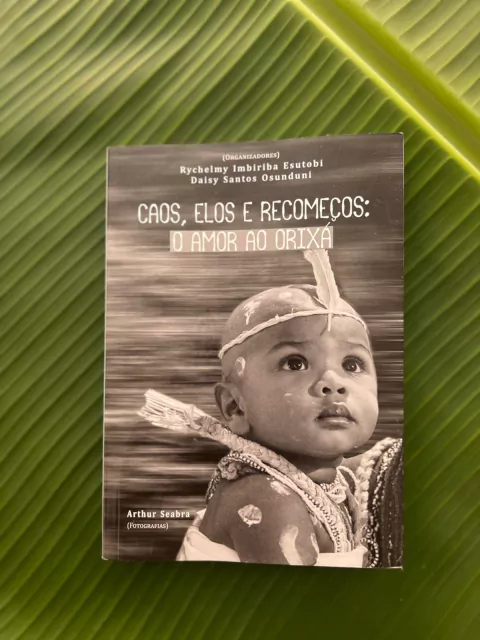 (Organizadores)
Rychelmy Imbiriba Esutobi
Daisy Santos Osunduni
CAOS, ELOS E RECOMEÇOS:
O AMOR AO ORIXÁ
Arthur Seabra
(Fotografias)